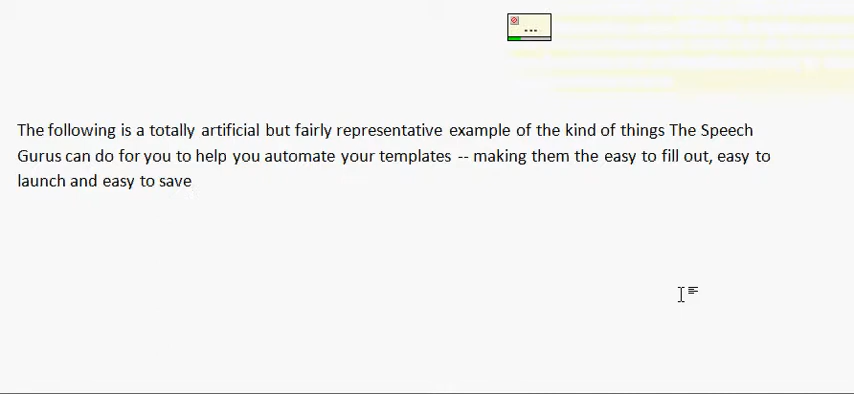 ...
The following is a totally artificial but fairly representative example of the kind of things The Speech
Gurus can do for you to help you automate your templates -- making them the easy to fill out, easy to
launch and easy to save